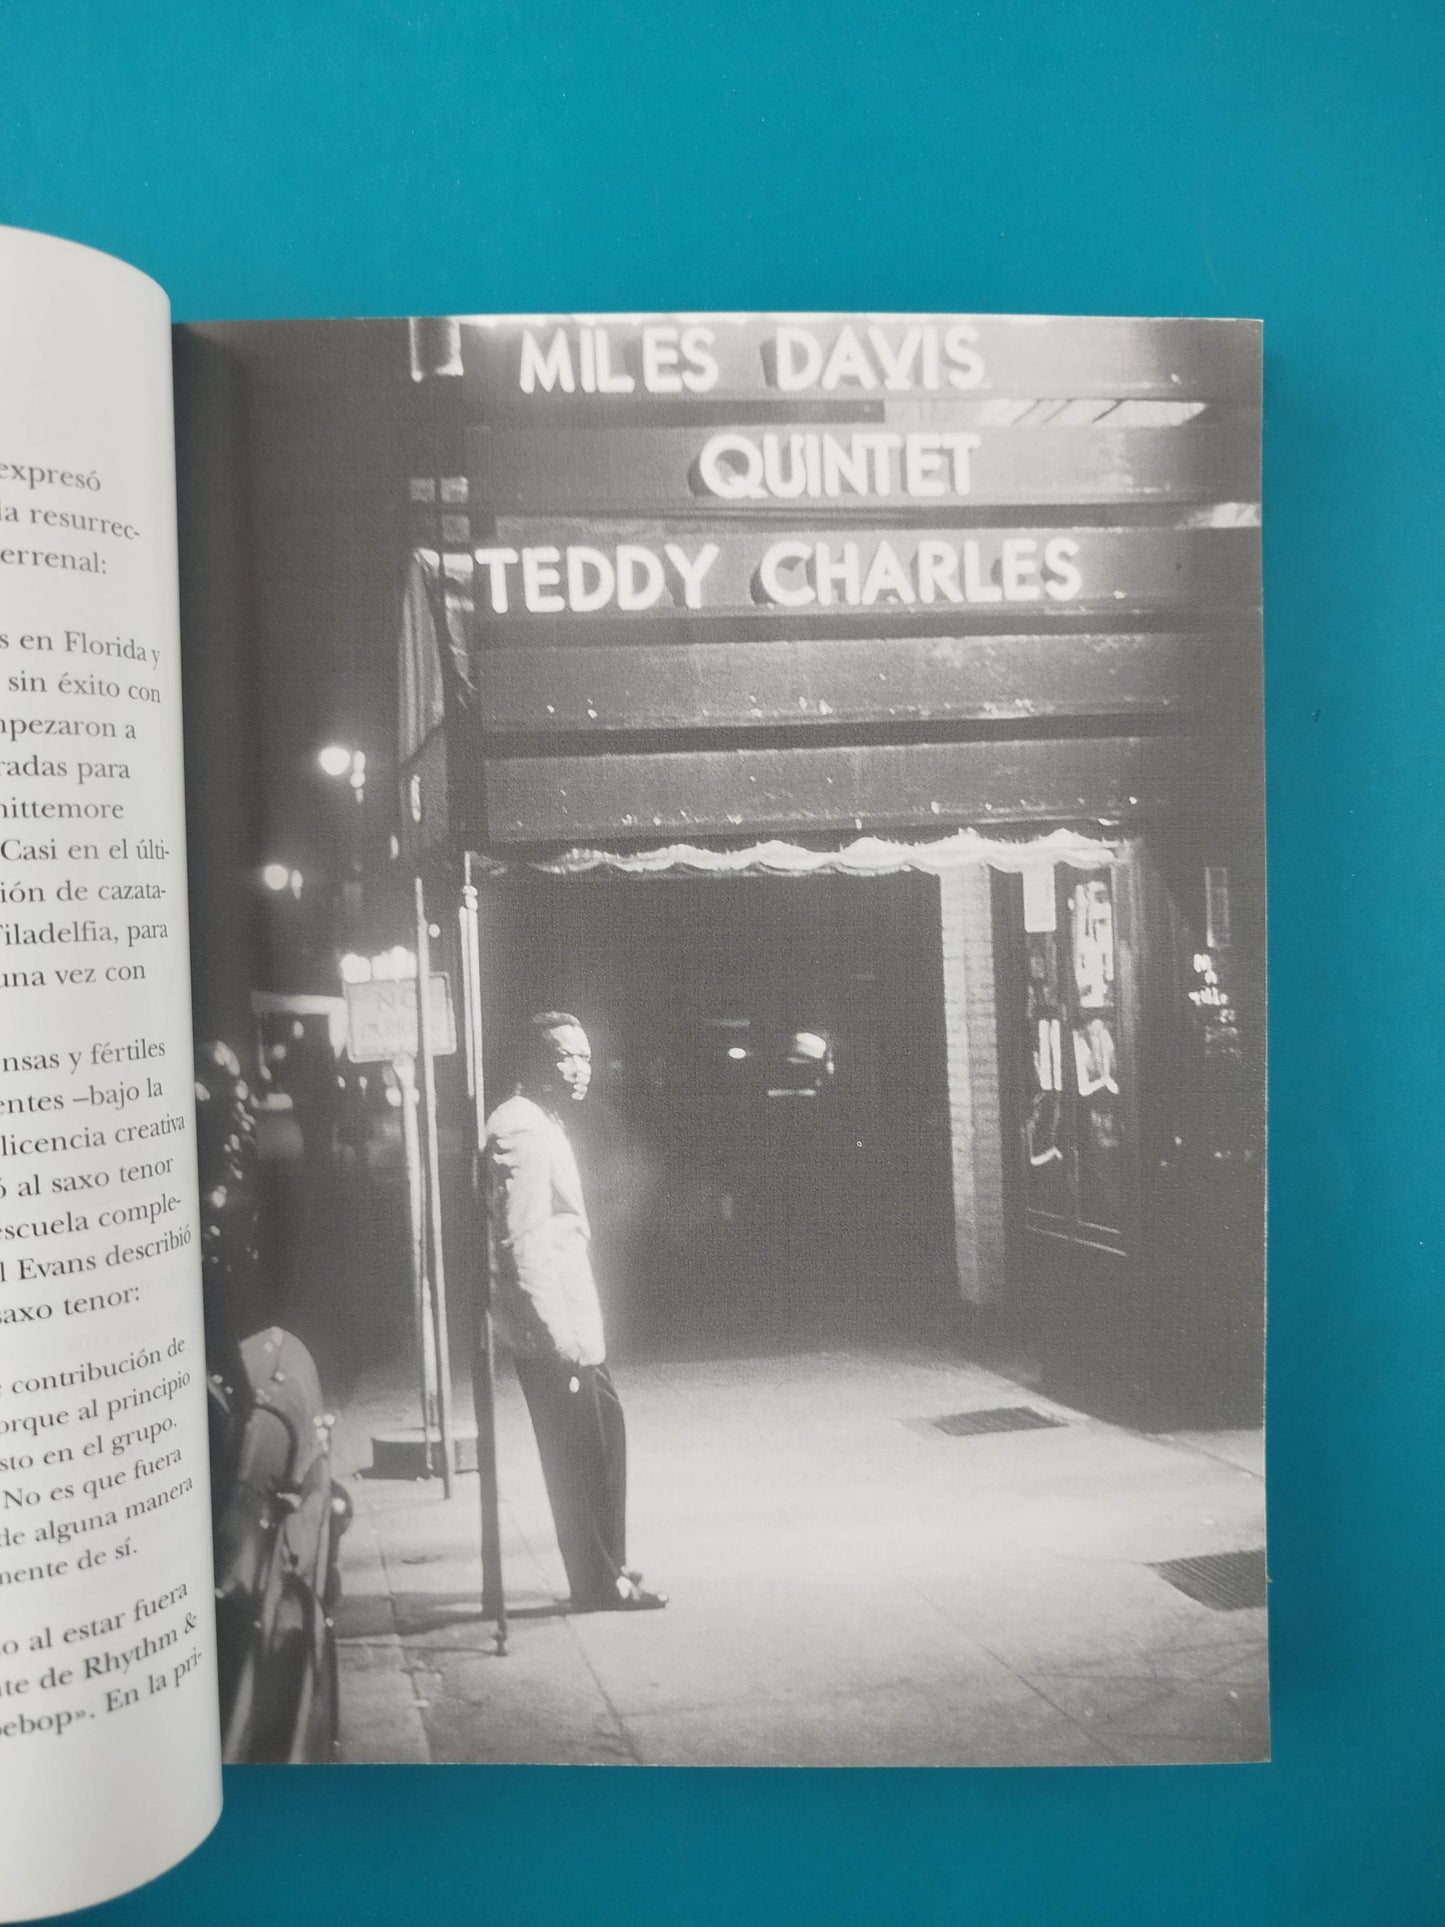 expresó
la resurrec-
errenal:
s en Florida y
sin éxito con
mpezaron a
radas para
hittemore
Casi en el últi-
ión de cazata-
Filadelfia, para
una vez con
nsas y fértiles
entes –bajo la
licencia creativa
ó al saxo tenor
escuela comple-
l Evans describió
saxo tenor:
e contribución de
orque al principio
sto en el grupo.
No es que fuera
de alguna manera
mente de sí.
o al estar fuera
te de Rhythm &
bebop». En la pri-
MILES DAVIS
QUINTET
TEDDY CHARLES
NO
PARKING